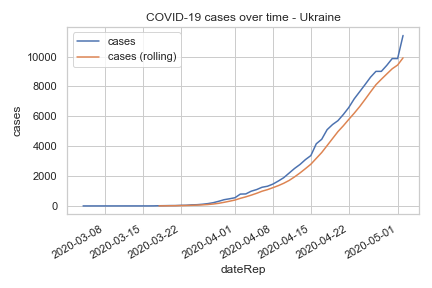 COVID-19 cases over time - Ukraine
cases
cases (rolling)
10000
8000
6000
4000
2000
0
cases
2020-03-08
2020-03-15
2020-03-22
2020-04-01
2020-04-08
2020-04-15
2020-04-22
2020-05-01
dateRep